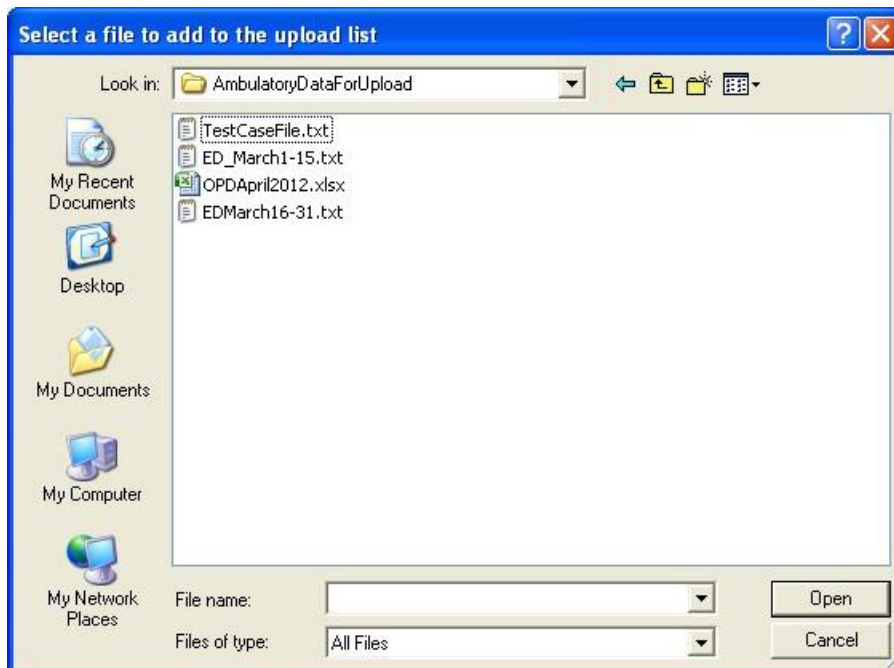 Select a file to add to the upload list
Look in:
AmbulatoryDataForUpload
My Recent
Documents
Desktop
My Documents
My Computer
My Network
Places
TestCaseFile.txt
ED_March1-15.txt
OPDApril2012.xlsx
EDMarch16-31.txt
File name:
Open
Files of type:
All Files
Cancel